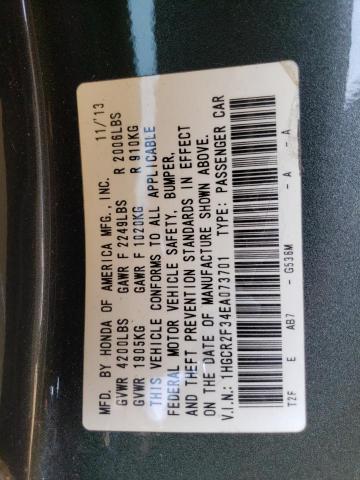 MFD. BY HONDA OF AMERICA MFG., INC. 11/13
GVWR 4200LBS GAWR F 2249LBS R 2006LBS
GVWR 1905KG GAWR F 1020KG R 910KG
THIS VEHICLE CONFORMS TO ALL APPLICABLE
FEDERAL MOTOR VEHICLE SAFETY, BUMPER,
AND THEFT PREVENTION STANDARDS IN EFFECT
ON THE DATE OF MANUFACTURE SHOWN ABOVE.
V.I.N.: 1HGCR2F34EA073701 TYPE: PASSENGER CAR
T2F E AB7 - G536M - A - A